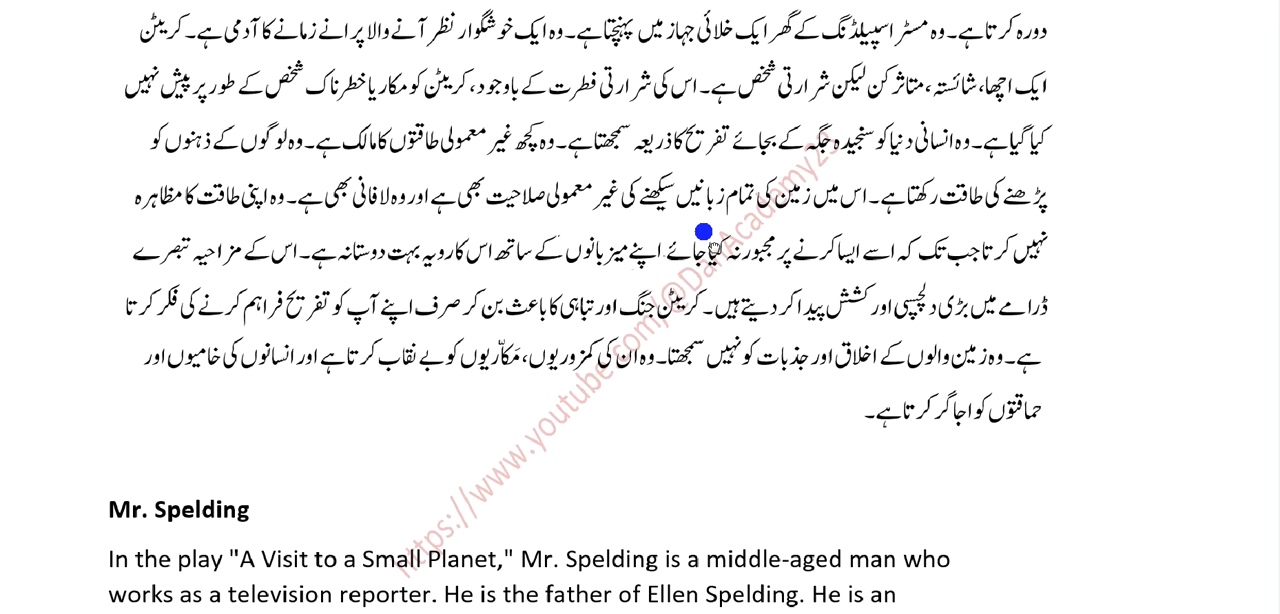 دورہ کرتا ہے۔ وہ مسٹر اسپیلڈنگ کے گھر ایک خلائی جہاز میں پہنچتا ہے۔ وہ ایک خوشگوار نظر آنے والا پرانے زمانے کا آدمی ہے۔ کریٹن
ایک اچھا، شائستہ، متاثر کن لیکن شرارتی شخص ہے۔ اس کی شرارتی فطرت کے باوجود، کریٹن کو مکار یا خطرناک شخص کے طور پر پیش نہیں
کیا گیا ہے۔ وہ انسانی دنیا کو سنجیدہ جگہ کے بجائے تفریح کا ذریعہ سمجھتا ہے۔ وہ کچھ غیر معمولی طاقتوں کا مالک ہے۔ وہ لوگوں کے ذہنوں کو
پڑھنے کی طاقت رکھتا ہے۔ اس میں زمین کی تمام زبانیں سیکھنے کی غیر معمولی صلاحیت بھی ہے اور وہ لافانی بھی ہے۔ وہ اپنی طاقت کا مظاہرہ
نہیں کرتا جب تک کہ اسے ایسا کرنے پر مجبور نہ کیا جائے۔ اپنے میزبانوں کے ساتھ اس کا رویہ بہت دوستانہ ہے۔ اس کے مزاحیہ تبصرے
ڈرامے میں بڑی دلچسپی اور کشش پیدا کر دیتے ہیں۔ کریٹن جنگ اور تباہی کا باعث بن کر صرف اپنے آپ کو تفریح فراہم کرنے کی فکر کرتا
ہے۔ وہ زمین والوں کے اخلاق اور جذبات کو نہیں سمجھتا۔ وہ ان کی کمزوریوں، مَکاّریوں کو بے نقاب کرتا ہے اور انسانوں کی خامیوں اور
حماقتوں کو اجاگر کرتا ہے۔
https://www.youtube.com/@DanAcademy23
Mr. Spelding
In the play "A Visit to a Small Planet," Mr. Spelding is a middle-aged man who
works as a television reporter. He is the father of Ellen Spelding. He is an